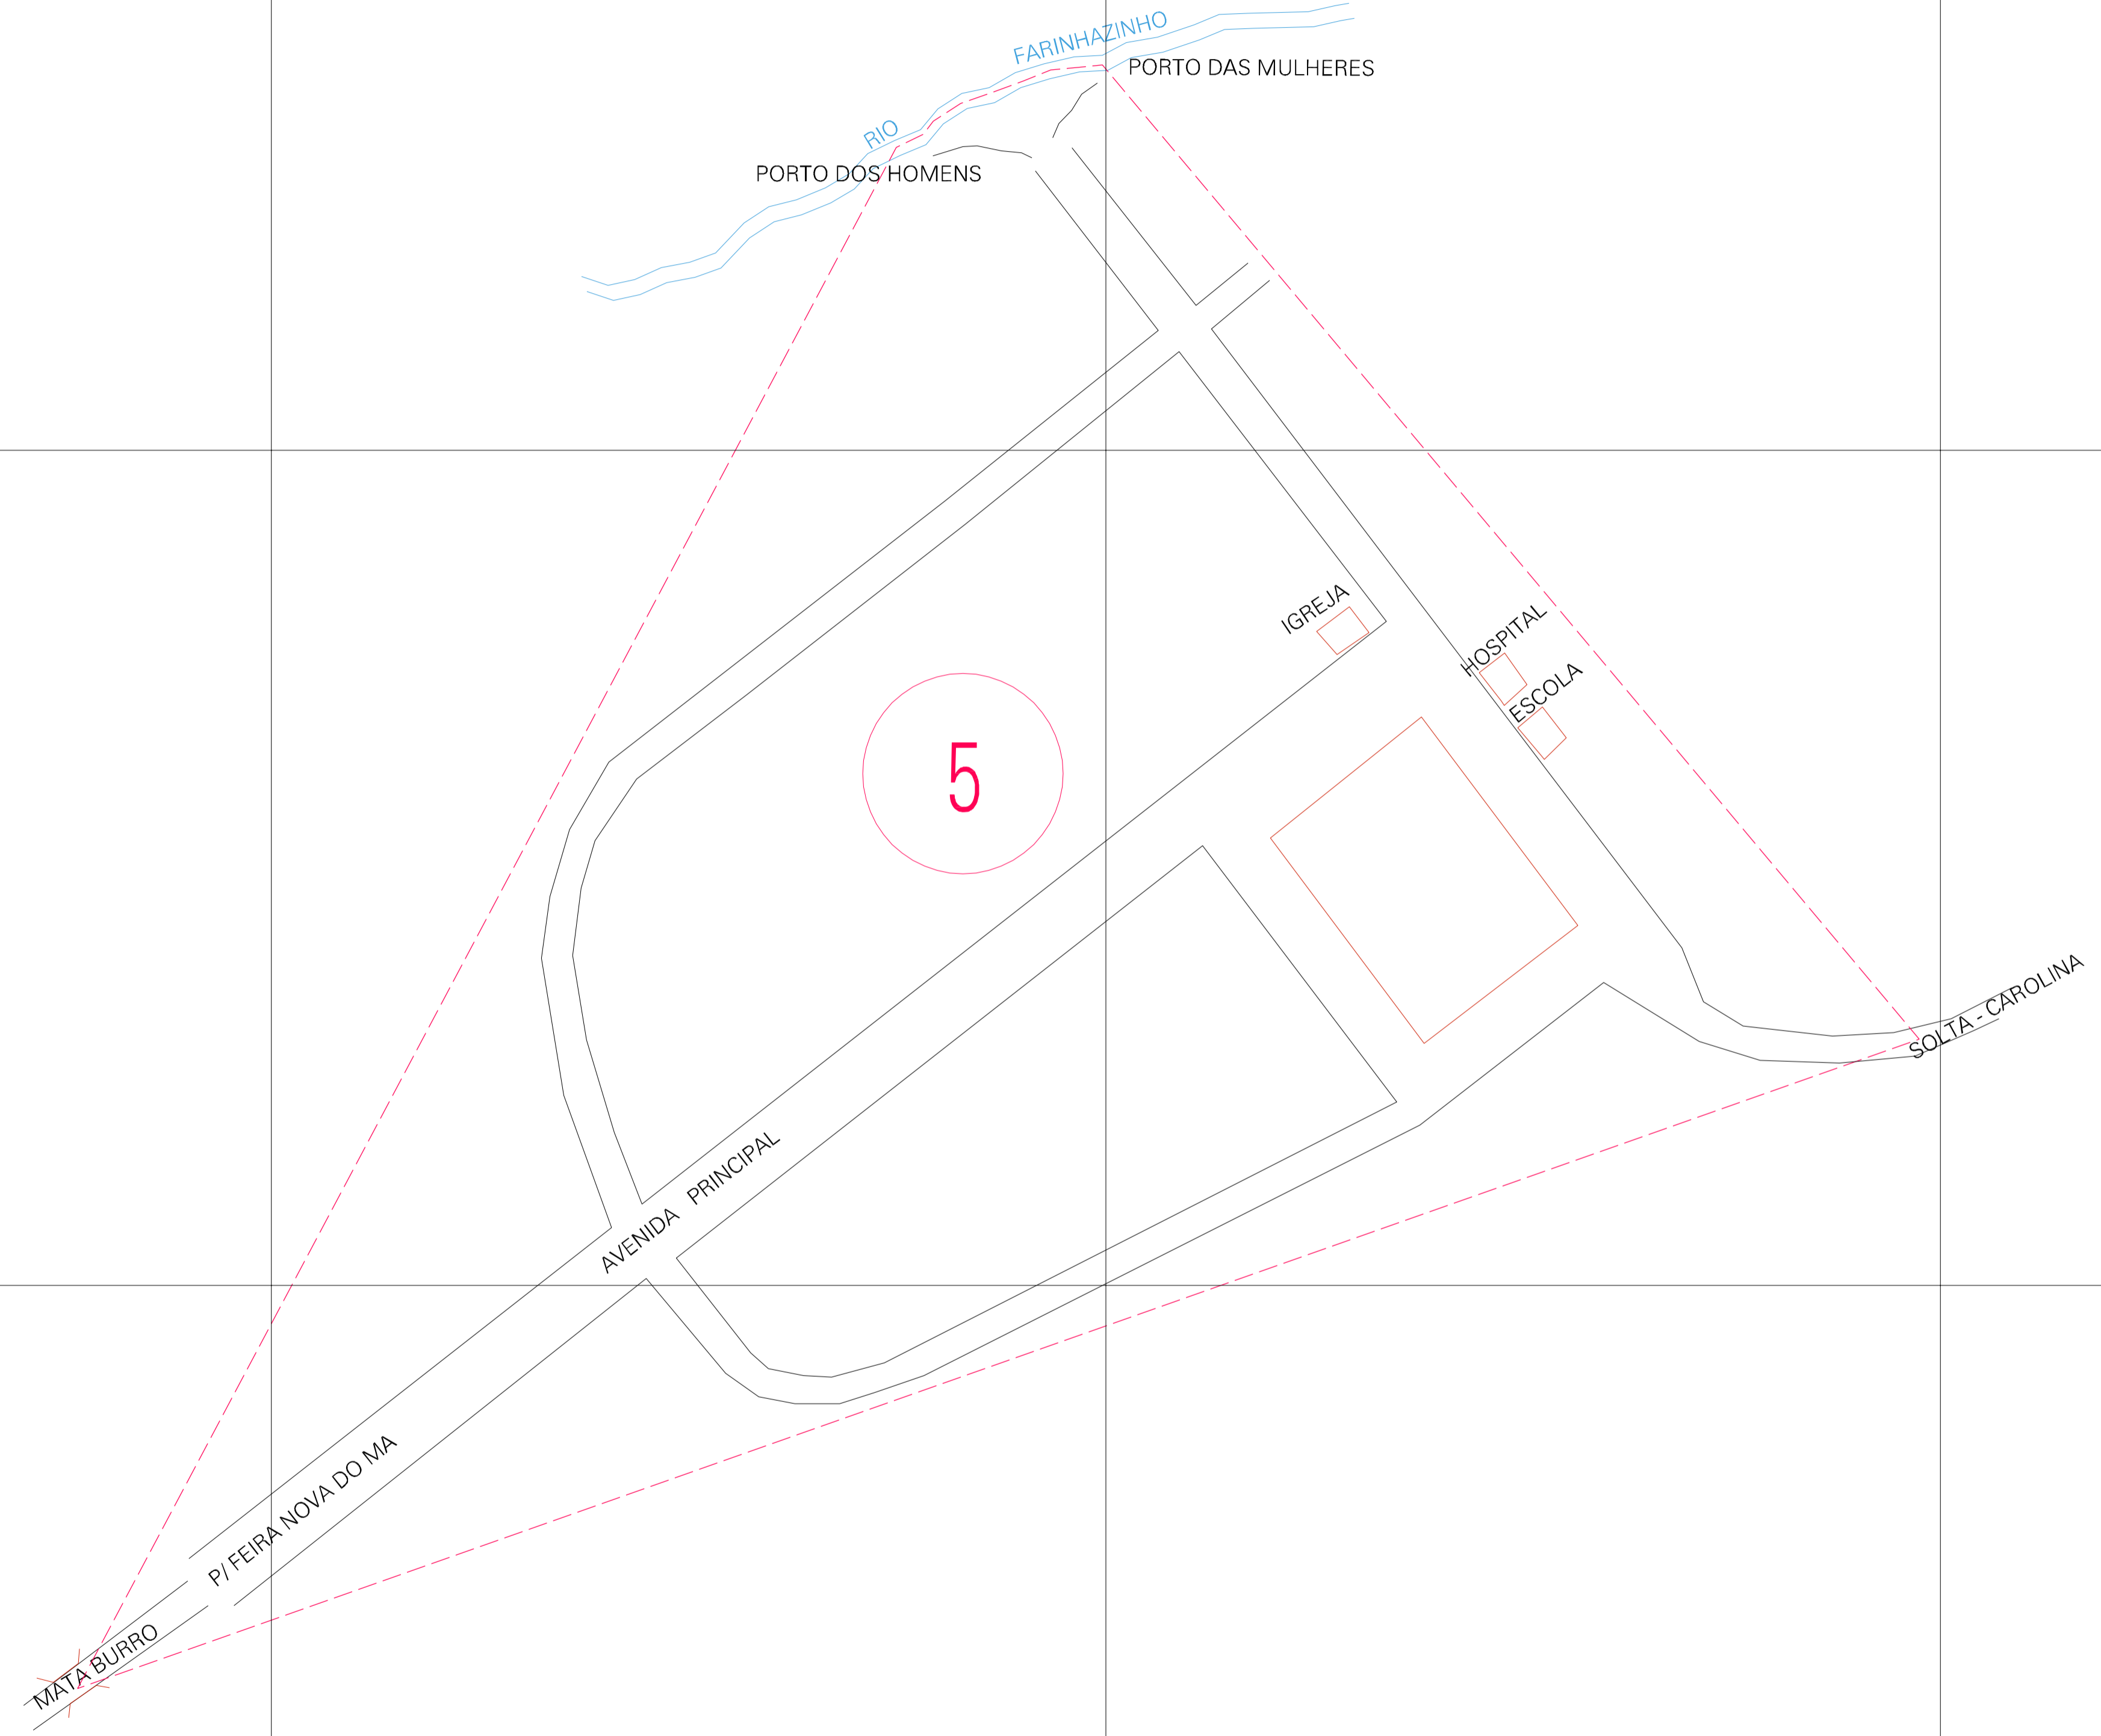 RIO FARINHAZINHO
PORTO DAS MULHERES
PORTO DOS HOMENS
IGREJA
HOSPITAL
ESCOLA
5
SOLTA - CAROLINA
AVENIDA PRINCIPAL
P/ FEIRA NOVA DO MA
MATA BURRO